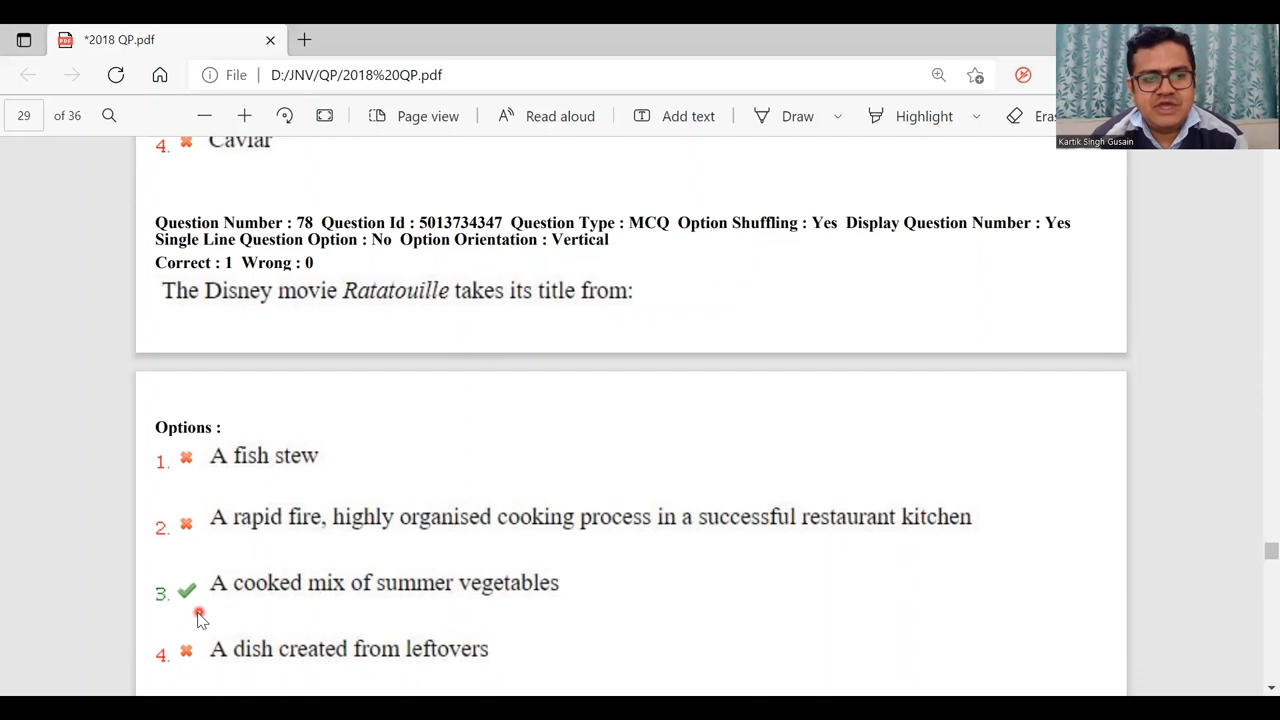 *2018 QP.pdf
File D:/JNV/QP/2018%20QP.pdf
29 of 36 Page view Read aloud Add text Draw Highlight Eras
Kartik Singh Gusain
4. Caviar
Question Number : 78 Question Id : 5013734347 Question Type : MCQ Option Shuffling : Yes Display Question Number : Yes
Single Line Question Option : No Option Orientation : Vertical
Correct : 1 Wrong : 0
The Disney movie Ratatouille takes its title from:
Options :
1. A fish stew
2. A rapid fire, highly organised cooking process in a successful restaurant kitchen
3. A cooked mix of summer vegetables
4. A dish created from leftovers